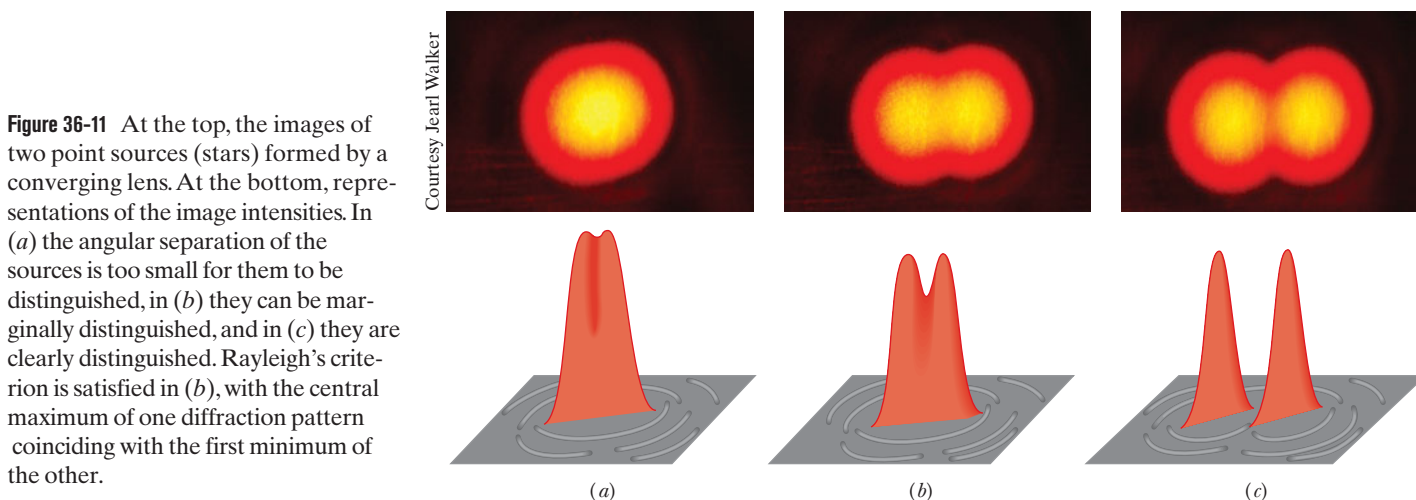 Figure 36-11 At the top, the images of
two point sources (stars) formed by a
converging lens. At the bottom, repre-
sentations of the image intensities. In
(a) the angular separation of the
sources is too small for them to be
distinguished, in (b) they can be mar-
ginally distinguished, and in (c) they are
clearly distinguished. Rayleigh's crite-
rion is satisfied in (b), with the central
maximum of one diffraction pattern
coinciding with the first minimum of
the other.
Courtesy Jearl Walker
(a)
(b)
(c)